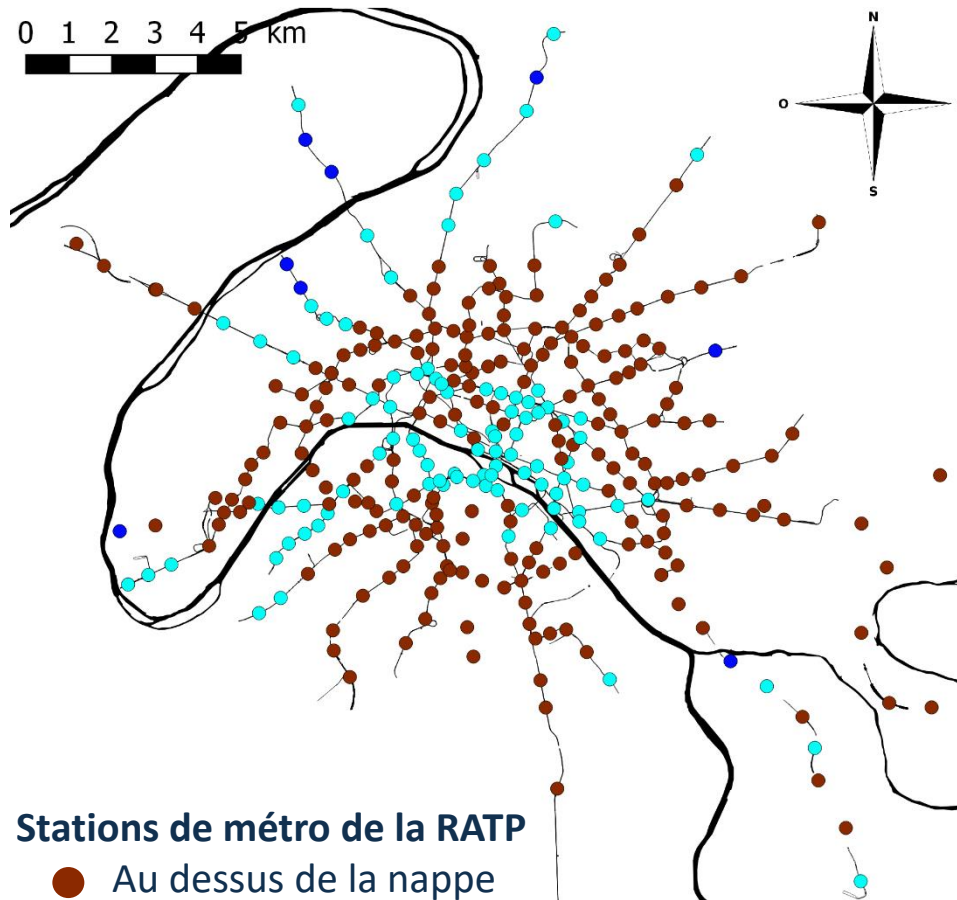 0 1 2 3 4 5 km
N
O
S
Stations de métro de la RATP
Au dessus de la nappe